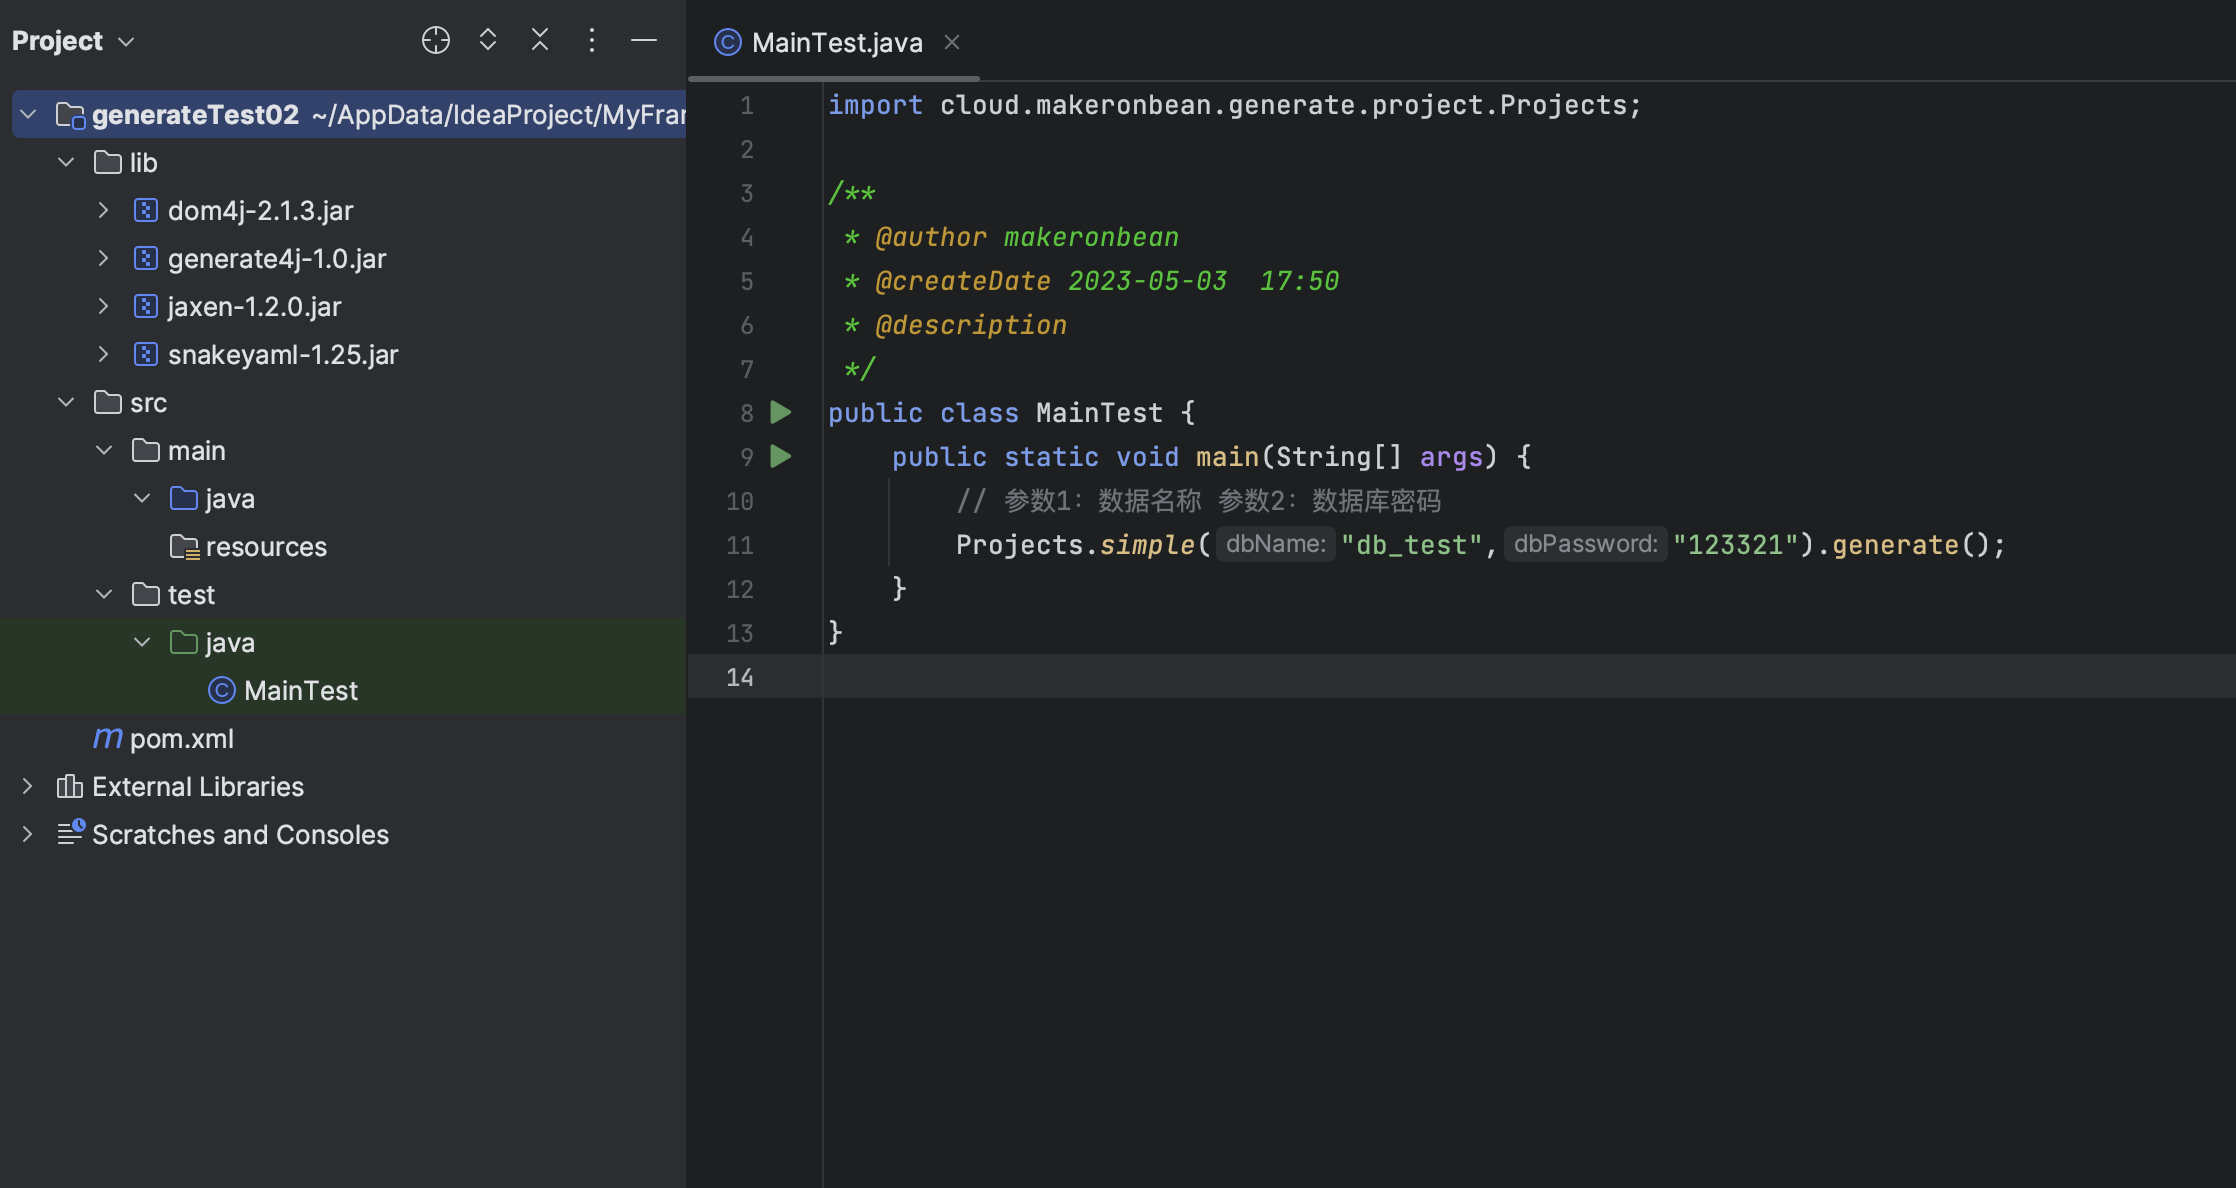 Project
generateTest02 ~/AppData/IdeaProject/MyFra
lib
dom4j-2.1.3.jar
generate4j-1.0.jar
jaxen-1.2.0.jar
snakeyaml-1.25.jar
src
main
java
resources
test
java
MainTest
m pom.xml
External Libraries
Scratches and Consoles
MainTest.java
1 import cloud.makeronbean.generate.project.Projects;
2
3 /**
4 * @author makeronbean
5 * @createDate 2023-05-03 17:50
6 * @description
7 */
8 public class MainTest {
9 public static void main(String[] args) {
10 // 参数1：数据名称 参数2：数据库密码
11 Projects.simple( dbName: "db_test", dbPassword: "123321").generate();
12 }
13 }
14